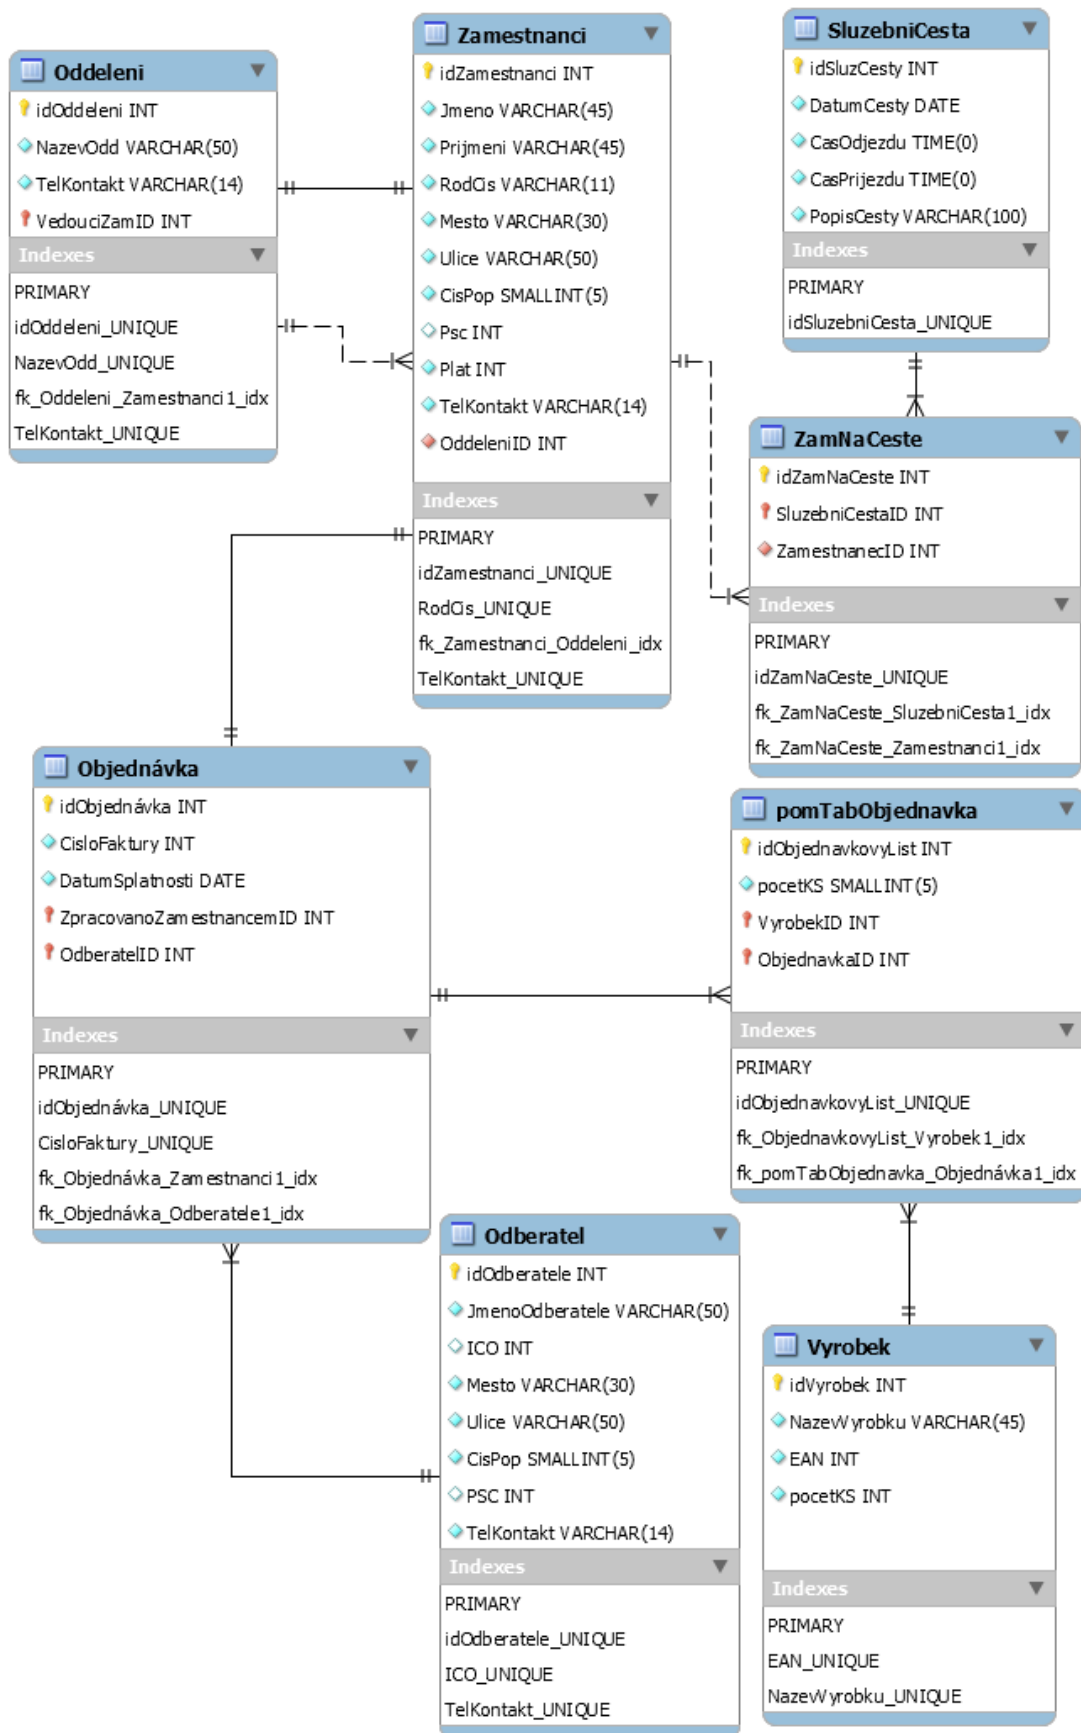 Oddeleni
idOddeleni INT
NazevOdd VARCHAR(50)
TelKontakt VARCHAR(14)
VedouciZamID INT
Indexes
PRIMARY
idOddeleni_UNIQUE
NazevOdd_UNIQUE
fk_Oddeleni_Zamestnanci1_idx
TelKontakt_UNIQUE
Zamestnanci
idZamestnanci INT
Jmeno VARCHAR(45)
Prijmeni VARCHAR(45)
RodCis VARCHAR(11)
Mesto VARCHAR(30)
Ulice VARCHAR(50)
CisPop SMALLINT(5)
Psc INT
Plat INT
TelKontakt VARCHAR(14)
OddeleniID INT
Indexes
PRIMARY
idZamestnanci_UNIQUE
RodCis_UNIQUE
fk_Zamestnanci_Oddeleni_idx
TelKontakt_UNIQUE
SluzebniCesta
idSluzCesty INT
DatumCesty DATE
CasOdjezdu TIME(0)
CasPrijezdu TIME(0)
PopisCesty VARCHAR(100)
Indexes
PRIMARY
idSluzebniCesta_UNIQUE
ZamNaCeste
idZamNaCeste INT
SluzebniCestaID INT
ZamestnanecID INT
Indexes
PRIMARY
idZamNaCeste_UNIQUE
fk_ZamNaCeste_SluzebniCesta1_idx
fk_ZamNaCeste_Zamestnanci1_idx
Objednávka
idObjednávka INT
CisloFaktury INT
DatumSplatnosti DATE
ZpracovanoZamestnancemID INT
OdberatelID INT
Indexes
PRIMARY
idObjednávka_UNIQUE
CisloFaktury_UNIQUE
fk_Objednávka_Zamestnanci1_idx
fk_Objednávka_Odberatele1_idx
pomTabObjednavka
idObjednavkovyList INT
pocetKS SMALLINT(5)
VyrobekID INT
ObjednavkaID INT
Indexes
PRIMARY
idObjednavkovyList_UNIQUE
fk_ObjednavkovyList_Vyrobek1_idx
fk_pomTabObjednavka_Objednávka1_idx
Odberatel
idOdberatele INT
JmenoOdberatele VARCHAR(50)
ICO INT
Mesto VARCHAR(30)
Ulice VARCHAR(50)
CisPop SMALLINT(5)
PSC INT
TelKontakt VARCHAR(14)
Indexes
PRIMARY
idOdberatele_UNIQUE
ICO_UNIQUE
TelKontakt_UNIQUE
Vyrobek
idVyrobek INT
NazevVyrobku VARCHAR(45)
EAN INT
pocetKS INT
Indexes
PRIMARY
EAN_UNIQUE
NazevVyrobku_UNIQUE